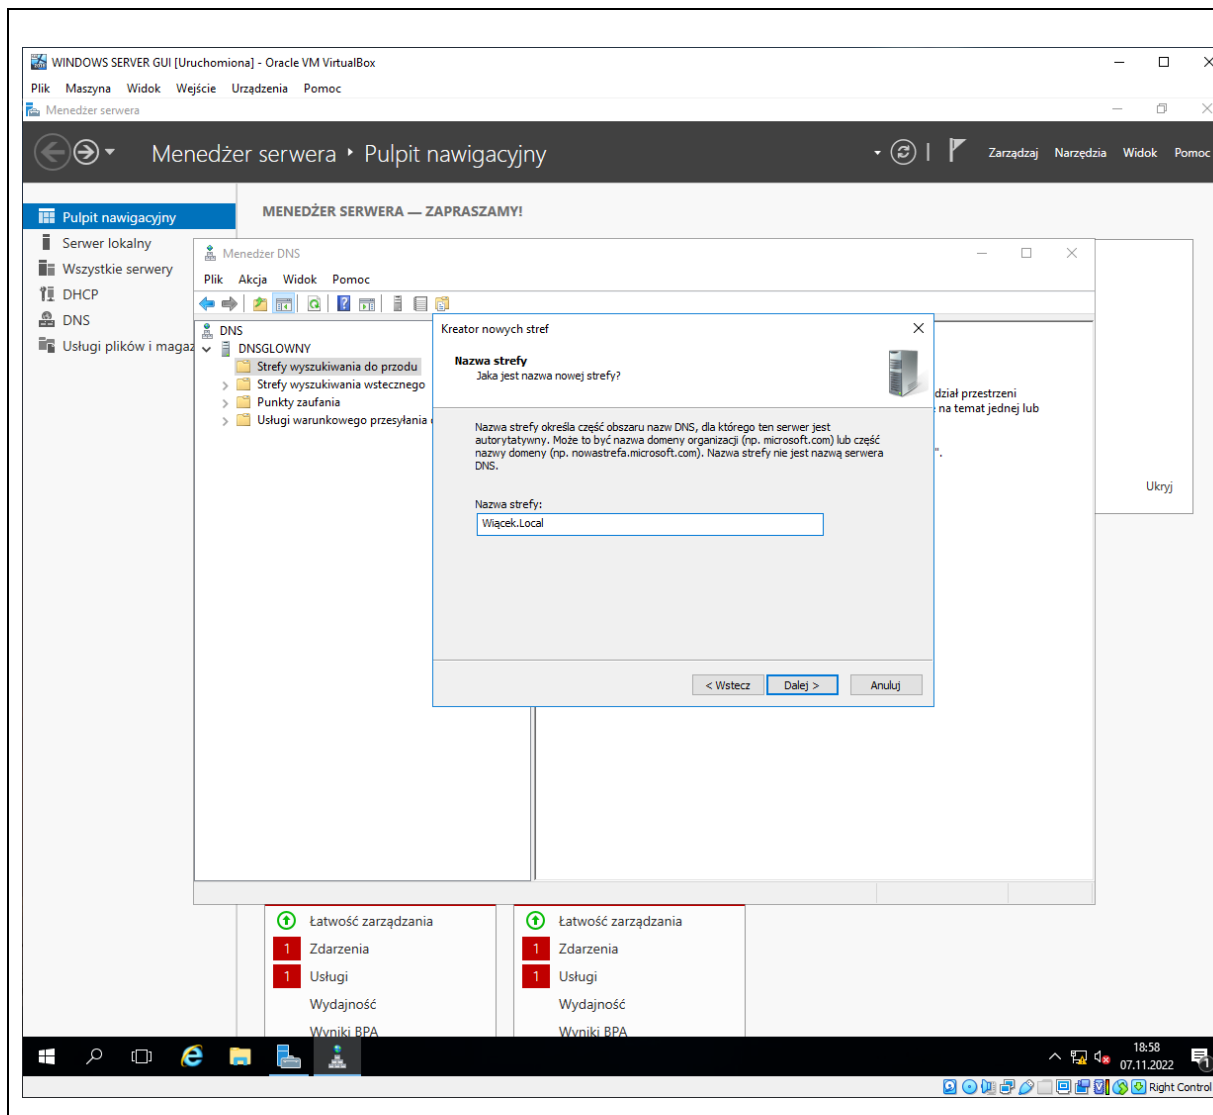 WINDOWS SERVER GUI [Uruchomiona] - Oracle VM VirtualBox
Plik Maszyna Widok Wejście Urządzenia Pomoc
Menedżer serwera
Menedżer serwera ‣ Pulpit nawigacyjny
Zarządzaj Narzędzia Widok Pomoc
Pulpit nawigacyjny
Serwer lokalny
Wszystkie serwery
DHCP
DNS
Usługi plików i magaz
MENEDŻER SERWERA — ZAPRASZAMY!
Menedżer DNS
Plik Akcja Widok Pomoc
DNS
DNSGLOWNY
Strefy wyszukiwania do przodu
Strefy wyszukiwania wstecznego
Punkty zaufania
Usługi warunkowego przesyłania
Kreator nowych stref
Nazwa strefy
Jaka jest nazwa nowej strefy?
Nazwa strefy określa część obszaru nazw DNS, dla którego ten serwer jest
autorytatywny. Może to być nazwa domeny organizacji (np. microsoft.com) lub część
nazwy domeny (np. nowastrefa.microsoft.com). Nazwa strefy nie jest nazwą serwera
DNS.
Nazwa strefy:
Wiącek.Local
< Wstecz Dalej > Anuluj
dział przestrzeni
na temat jednej lub
".
Ukryj
Łatwość zarządzania
1 Zdarzenia
1 Usługi
Wydajność
Wyniki BPA
Łatwość zarządzania
1 Zdarzenia
1 Usługi
Wydajność
Wyniki BPA
18:58
07.11.2022
1
Right Control